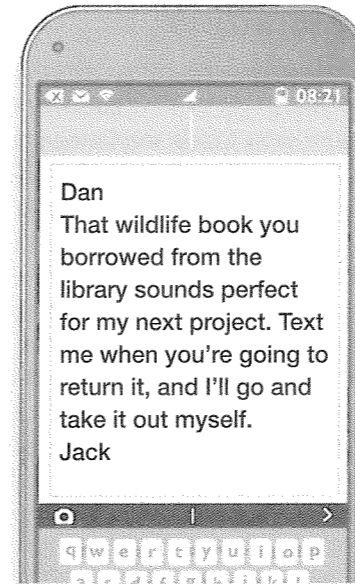 08:21
Dan
That wildlife book you
borrowed from the
library sounds perfect
for my next project. Text
me when you're going to
return it, and I'll go and
take it out myself.
Jack
q w e r t y u i o p